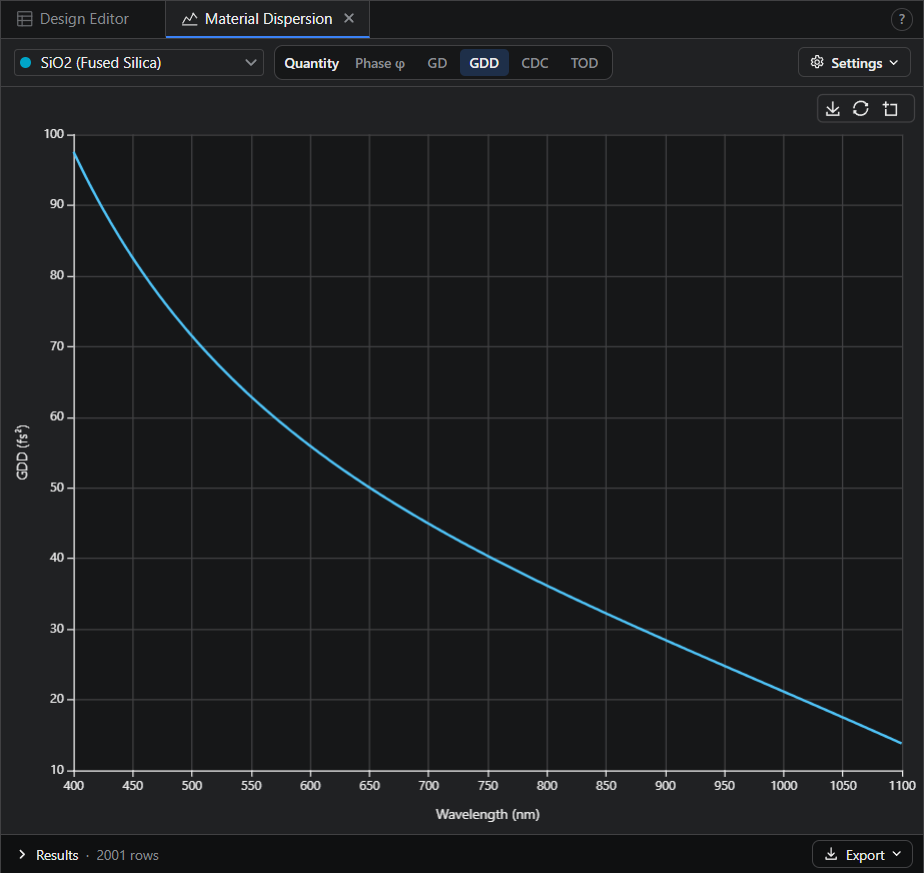 Design Editor
Material Dispersion
?
SiO2 (Fused Silica)
Quantity Phase φ GD GDD CDC TOD
Settings
100
90
80
70
60
50
40
30
20
10
GDD (fs²)
400 450 500 550 600 650 700 750 800 850 900 950 1000 1050 1100
Wavelength (nm)
Results · 2001 rows
Export